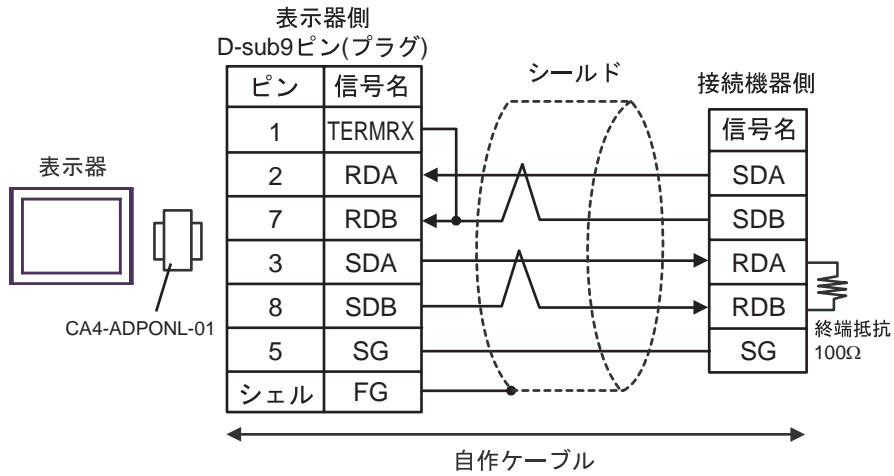 表示器側
D-sub9ピン(プラグ)
シールド
接続機器側
ピン 信号名
信号名
1 TERMRX
表示器
2 RDA
SDA
7 RDB
SDB
3 SDA
RDA
8 SDB
RDB
CA4-ADPONL-01
終端抵抗
100Ω
5 SG
SG
シェル FG
自作ケーブル